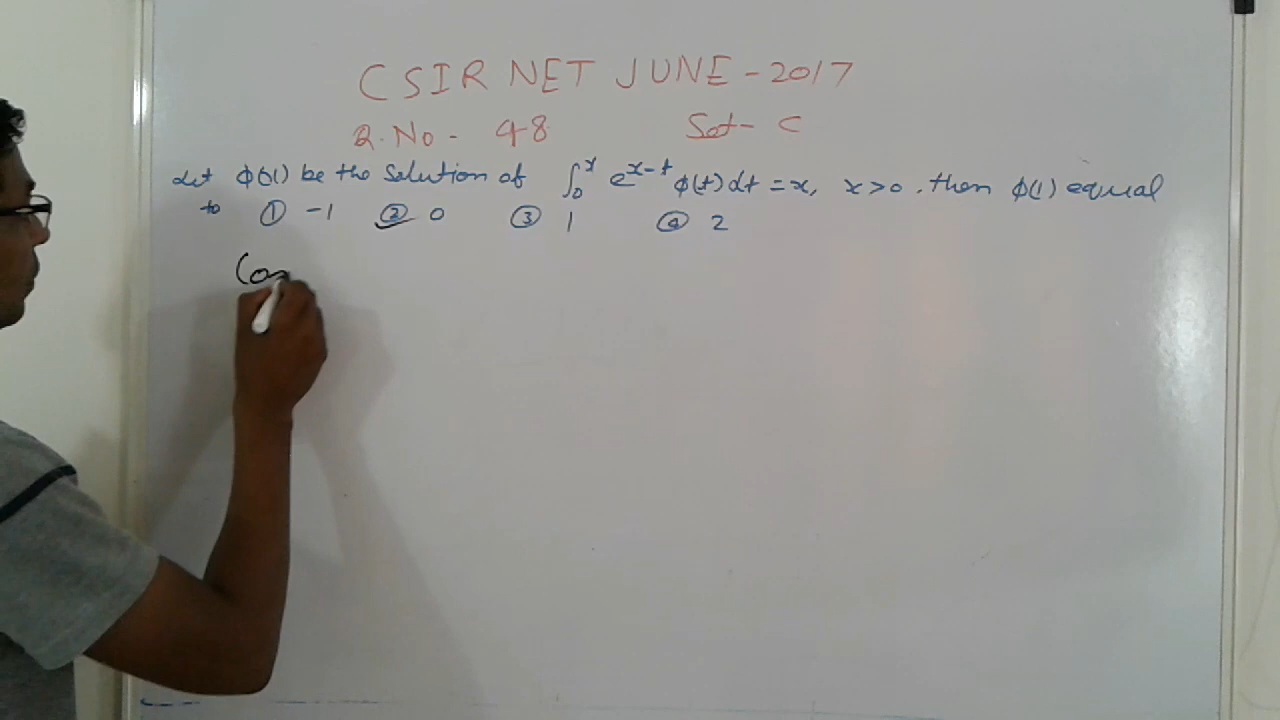 CSIR NET JUNE - 2017
Q. No - 48 Set - C
Let ϕ(x) be the solution of ∫₀ˣ e^{x-t} ϕ(t) dt = x, x > 0, then ϕ(1) equal
to ① -1 ② 0 ③ 1 ④ 2
Con